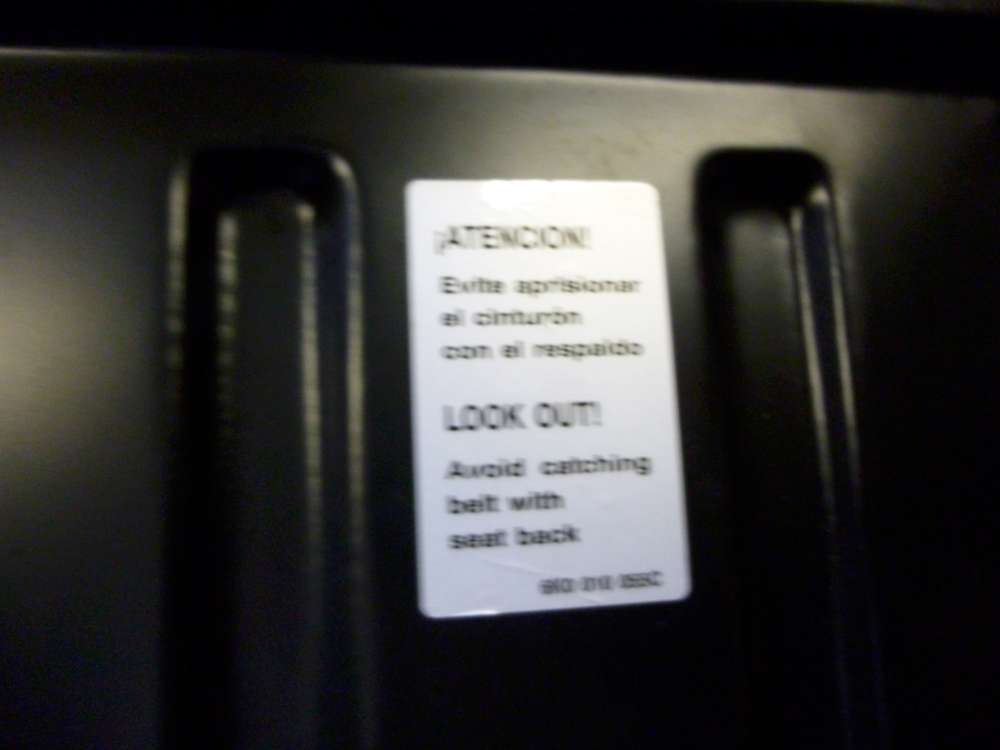 ¡ATENCION!
Evite aprisionar
el cinturón
con el respaldo
LOOK OUT!
Avoid catching
belt with
seat back